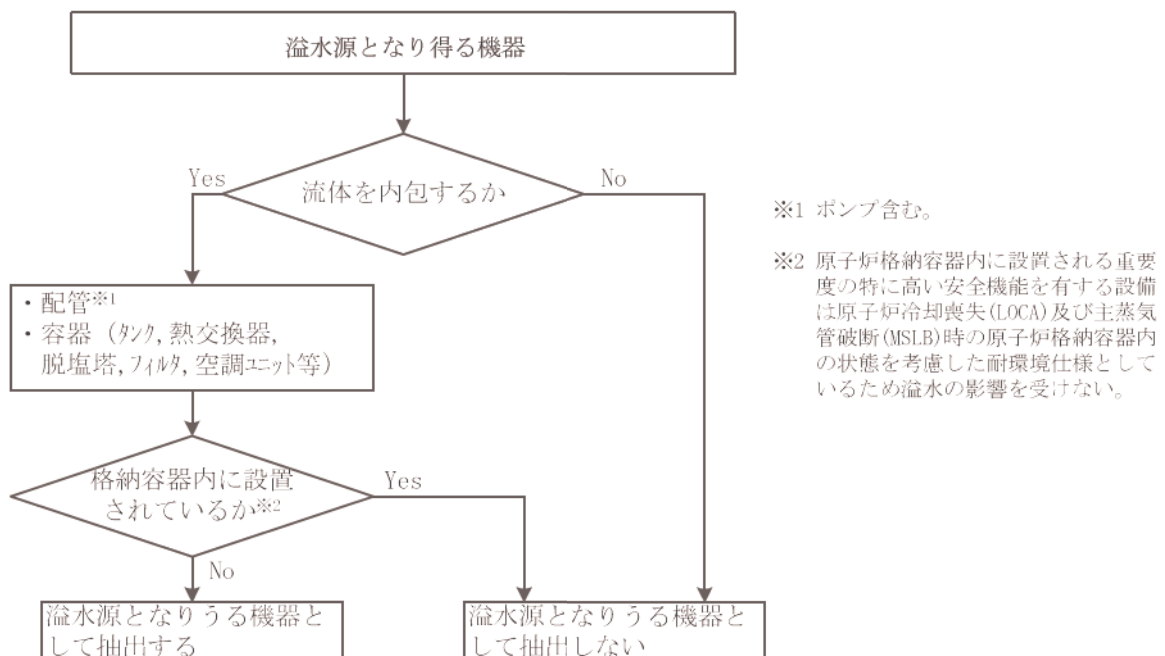 溢水源となり得る機器
流体を内包するか
Yes
No
・配管※1
・容器（ﾀﾝｸ,熱交換器,
脱塩塔,ﾌｨﾙﾀ,空調ﾕﾆｯﾄ等）
格納容器内に設置
されているか※2
Yes
No
溢水源となりうる機器と
して抽出する
溢水源となりうる機器と
して抽出しない
※1 ポンプ含む。
※2 原子炉格納容器内に設置される重要
度の特に高い安全機能を有する設備
は原子炉冷却喪失(LOCA)及び主蒸気
管破断(MSLB)時の原子炉格納容器内
の状態を考慮した耐環境仕様として
いるため溢水の影響を受けない。